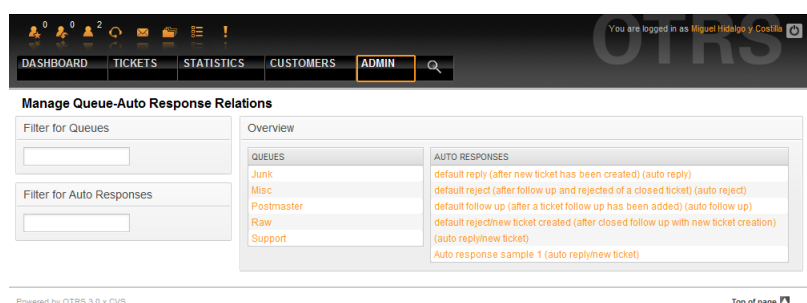 0 0 2
You are logged in as Miguel Hidalgo y Costilla
OTRS
DASHBOARD TICKETS STATISTICS CUSTOMERS ADMIN
Manage Queue-Auto Response Relations
Filter for Queues
Filter for Auto Responses
Overview
QUEUES
Junk
Misc
Postmaster
Raw
Support
AUTO RESPONSES
default reply (after new ticket has been created) (auto reply)
default reject (after follow up and rejected of a closed ticket) (auto reject)
default follow up (after a ticket follow up has been added) (auto follow up)
default reject/new ticket created (after closed follow up with new ticket creation)
(auto reply/new ticket)
Auto response sample 1 (auto reply/new ticket)
Powered by OTRS 3.0.x CVS
Top of page